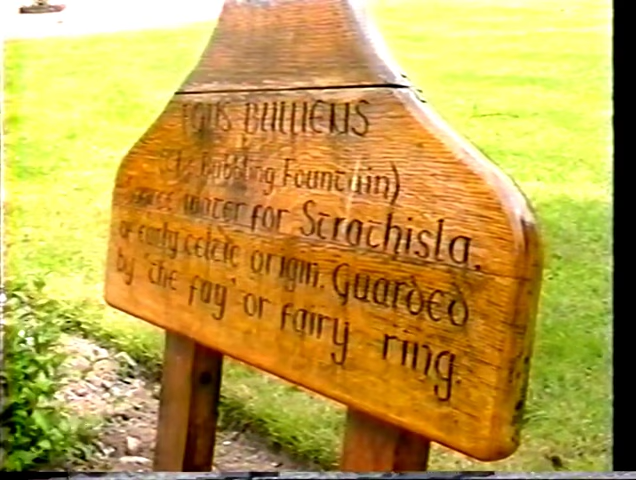 FONS BULLIENS
(The Bubbling Fountain)
Source water for Strathisla,
of early celtic origin. Guarded
by 'the fay' or fairy ring.